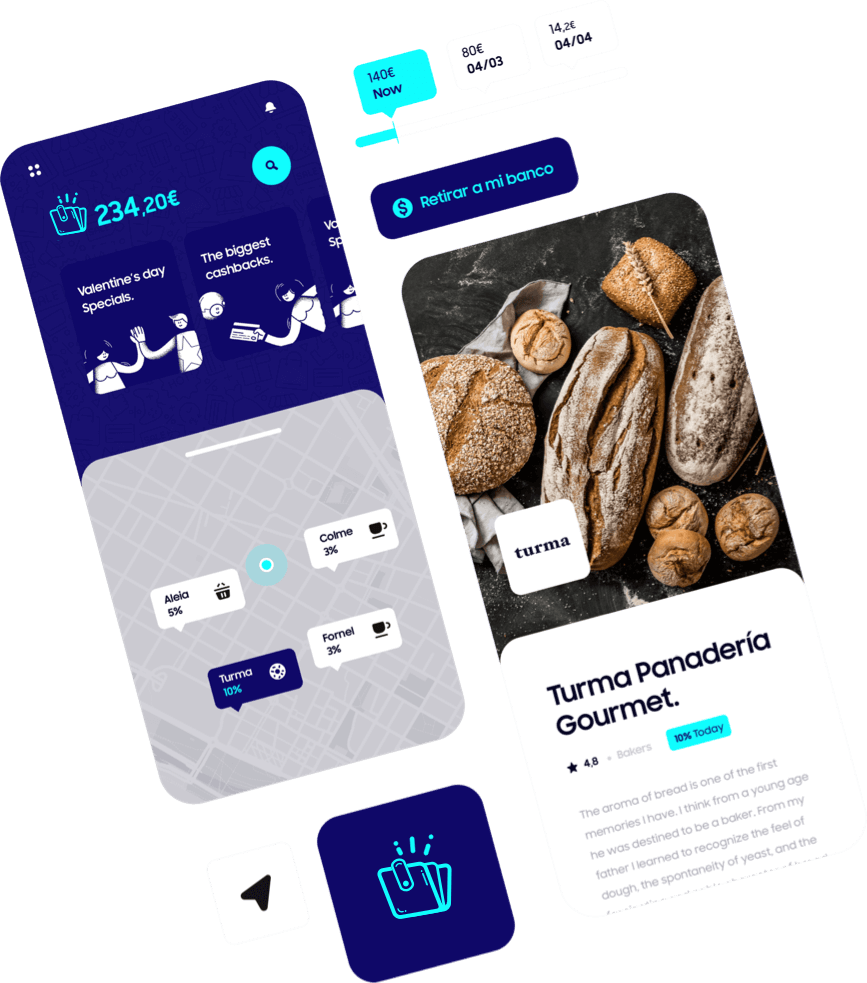 140€
Now
80€
04/03
14,2€
04/04
Retirar a mi banco
234,20€
Valentine's day
Specials.
The biggest
cashbacks.
Va
Sp
Colme
3%
Aleia
5%
Fornel
3%
Turma
10%
turma
Turma Panadería
Gourmet.
4,8 Bakers 10% Today
The aroma of bread is one of the first
memories I have. I think from a young age
he was destined to be a baker. From my
father I learned to recognize the feel of
dough, the spontaneity of yeast, and the